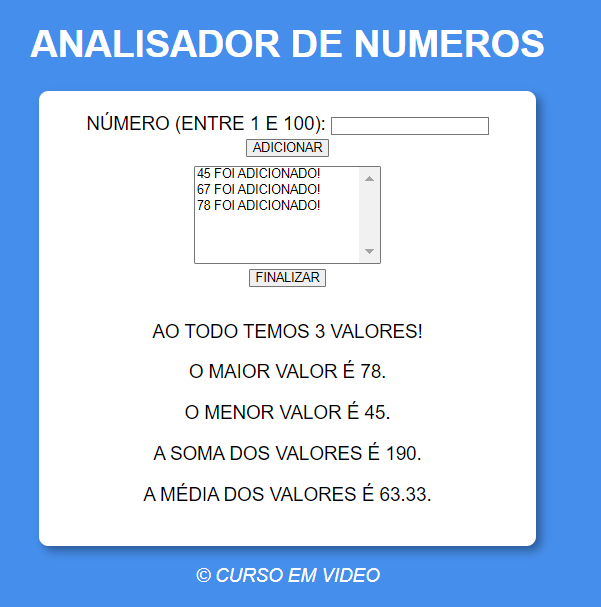 ANALISADOR DE NUMEROS
NÚMERO (ENTRE 1 E 100):
ADICIONAR
45 FOI ADICIONADO!
67 FOI ADICIONADO!
78 FOI ADICIONADO!
FINALIZAR
AO TODO TEMOS 3 VALORES!
O MAIOR VALOR É 78.
O MENOR VALOR É 45.
A SOMA DOS VALORES É 190.
A MÉDIA DOS VALORES É 63.33.
© CURSO EM VIDEO